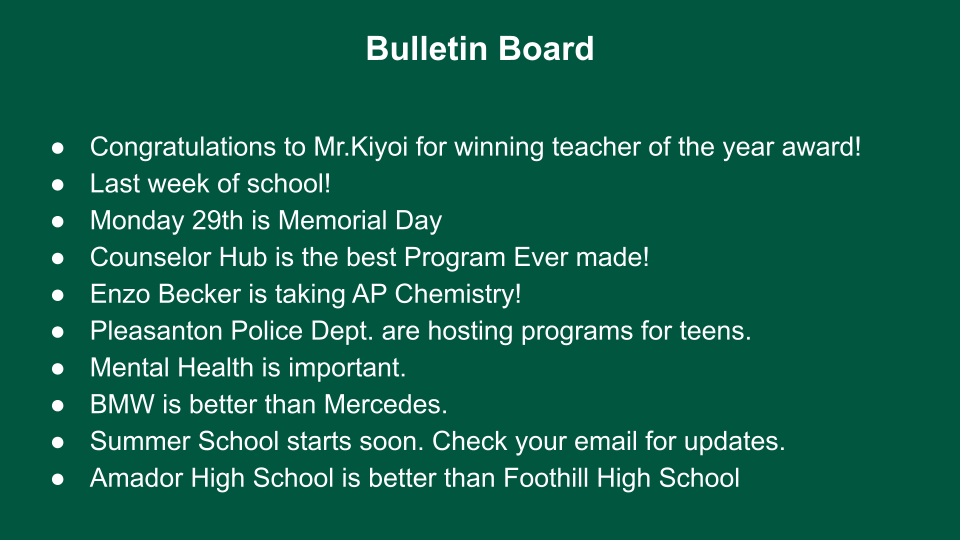 Bulletin Board
● Congratulations to Mr.Kiyoi for winning teacher of the year award!
● Last week of school!
● Monday 29th is Memorial Day
● Counselor Hub is the best Program Ever made!
● Enzo Becker is taking AP Chemistry!
● Pleasanton Police Dept. are hosting programs for teens.
● Mental Health is important.
● BMW is better than Mercedes.
● Summer School starts soon. Check your email for updates.
● Amador High School is better than Foothill High School